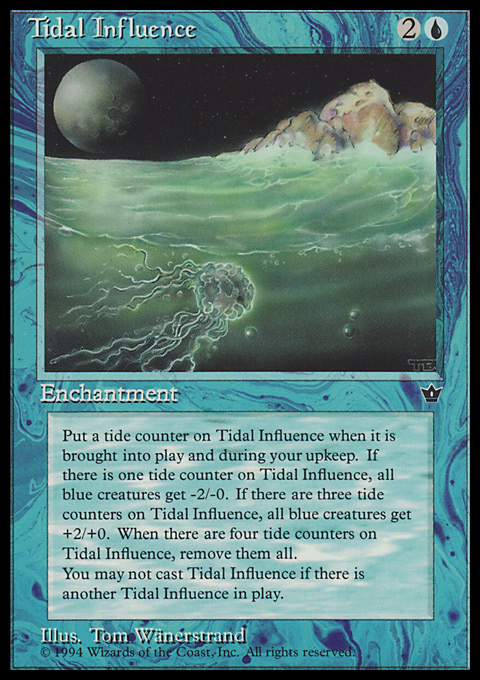 Tidal Influence 2
Enchantment
Put a tide counter on Tidal Influence when it is
brought into play and during your upkeep. If
there is one tide counter on Tidal Influence, all
blue creatures get -2/-0. If there are three tide
counters on Tidal Influence, all blue creatures get
+2/+0. When there are four tide counters on
Tidal Influence, remove them all.
You may not cast Tidal Influence if there is
another Tidal Influence in play.
Illus. Tom Wänerstrand
© 1994 Wizards of the Coast, Inc. All rights reserved.